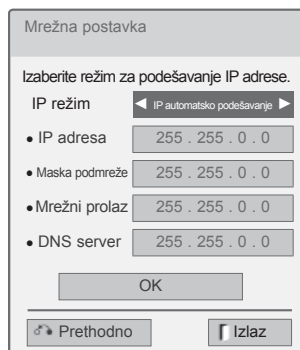 Mrežna postavka
Izaberite režim za podešavanje IP adrese.
IP režim ◀ IP automatsko podešavanje ▶
• IP adresa 255 . 255 . 0 . 0
• Maska podmreže 255 . 255 . 0 . 0
• Mrežni prolaz 255 . 255 . 0 . 0
• DNS server 255 . 255 . 0 . 0
OK
Prethodno Izlaz